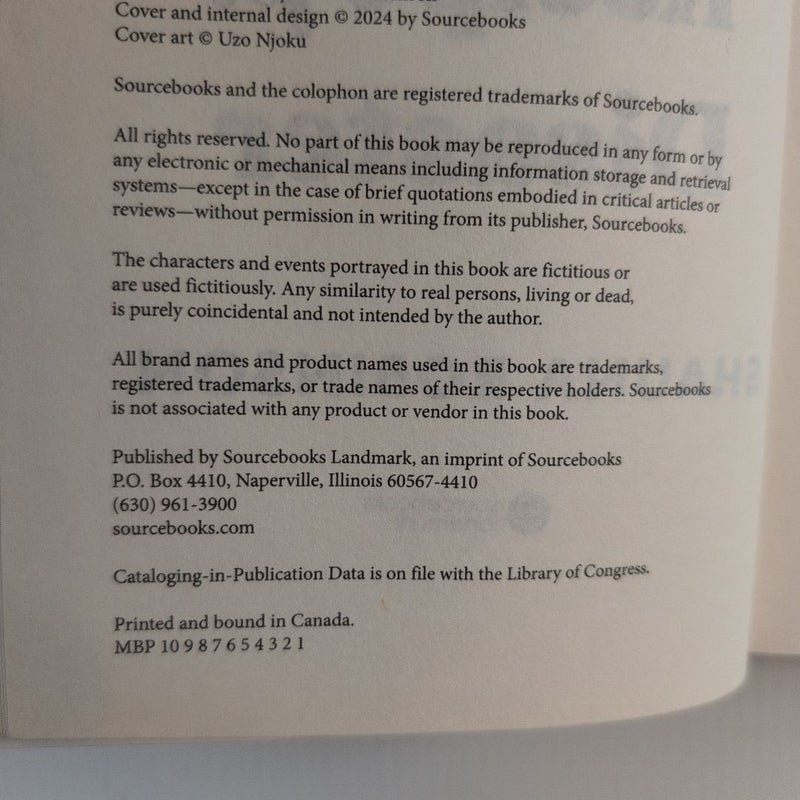 Cover and internal design © 2024 by Sourcebooks
Cover art © Uzo Njoku
Sourcebooks and the colophon are registered trademarks of Sourcebooks.
All rights reserved. No part of this book may be reproduced in any form or by
any electronic or mechanical means including information storage and retrieval
systems—except in the case of brief quotations embodied in critical articles or
reviews—without permission in writing from its publisher, Sourcebooks.
The characters and events portrayed in this book are fictitious or
are used fictitiously. Any similarity to real persons, living or dead,
is purely coincidental and not intended by the author.
All brand names and product names used in this book are trademarks,
registered trademarks, or trade names of their respective holders. Sourcebooks
is not associated with any product or vendor in this book.
Published by Sourcebooks Landmark, an imprint of Sourcebooks
P.O. Box 4410, Naperville, Illinois 60567-4410
(630) 961-3900
sourcebooks.com
Cataloging-in-Publication Data is on file with the Library of Congress.
Printed and bound in Canada.
MBP 10 9 8 7 6 5 4 3 2 1